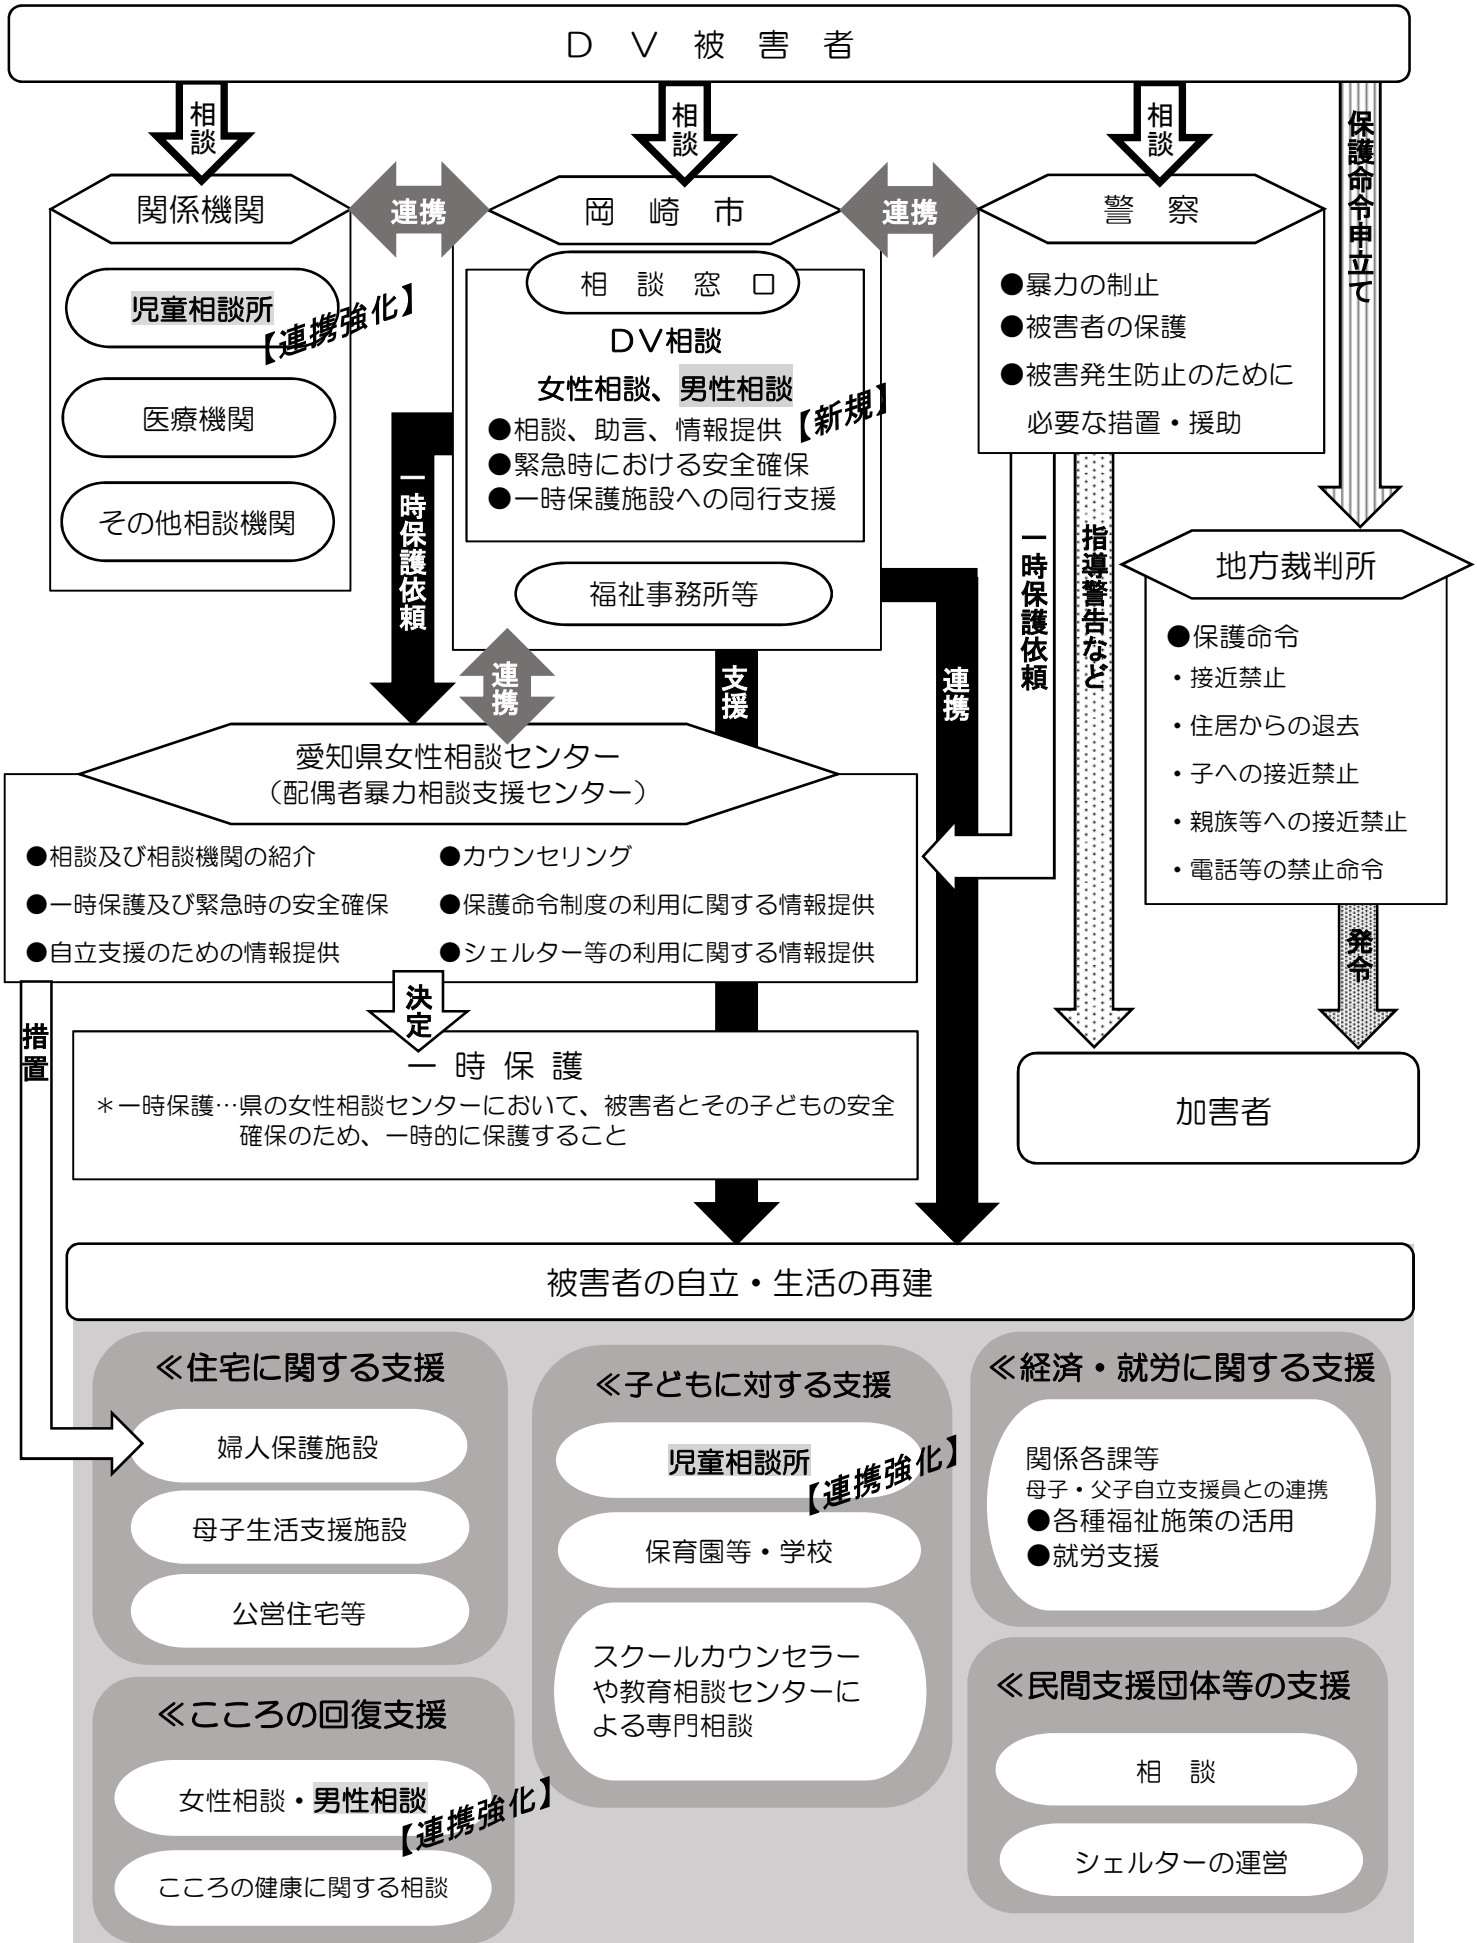 ＤＶ被害者
相談
相談
相談
保護命令申立て
関係機関
連携
岡崎市
連携
警察
児童相談所
【連携強化】
医療機関
その他相談機関
相談窓口
ＤＶ相談
女性相談、男性相談
【新規】
●相談、助言、情報提供
●緊急時における安全確保
●一時保護施設への同行支援
福祉事務所等
●暴力の制止
●被害者の保護
●被害発生防止のために
必要な措置・援助
一時保護依頼
連携
支援
連携
一時保護依頼
指導警告など
地方裁判所
●保護命令
・接近禁止
・住居からの退去
・子への接近禁止
・親族等への接近禁止
・電話等の禁止命令
発令
愛知県女性相談センター
（配偶者暴力相談支援センター）
●相談及び相談機関の紹介
●一時保護及び緊急時の安全確保
●自立支援のための情報提供
●カウンセリング
●保護命令制度の利用に関する情報提供
●シェルター等の利用に関する情報提供
措置
決定
一時保護
＊一時保護…県の女性相談センターにおいて、被害者とその子どもの安全
確保のため、一時的に保護すること
加害者
被害者の自立・生活の再建
≪住宅に関する支援
婦人保護施設
母子生活支援施設
公営住宅等
≪こころの回復支援
女性相談・男性相談
【連携強化】
こころの健康に関する相談
≪子どもに対する支援
児童相談所
【連携強化】
保育園等・学校
スクールカウンセラー
や教育相談センターに
よる専門相談
≪経済・就労に関する支援
関係各課等
母子・父子自立支援員との連携
●各種福祉施策の活用
●就労支援
≪民間支援団体等の支援
相談
シェルターの運営